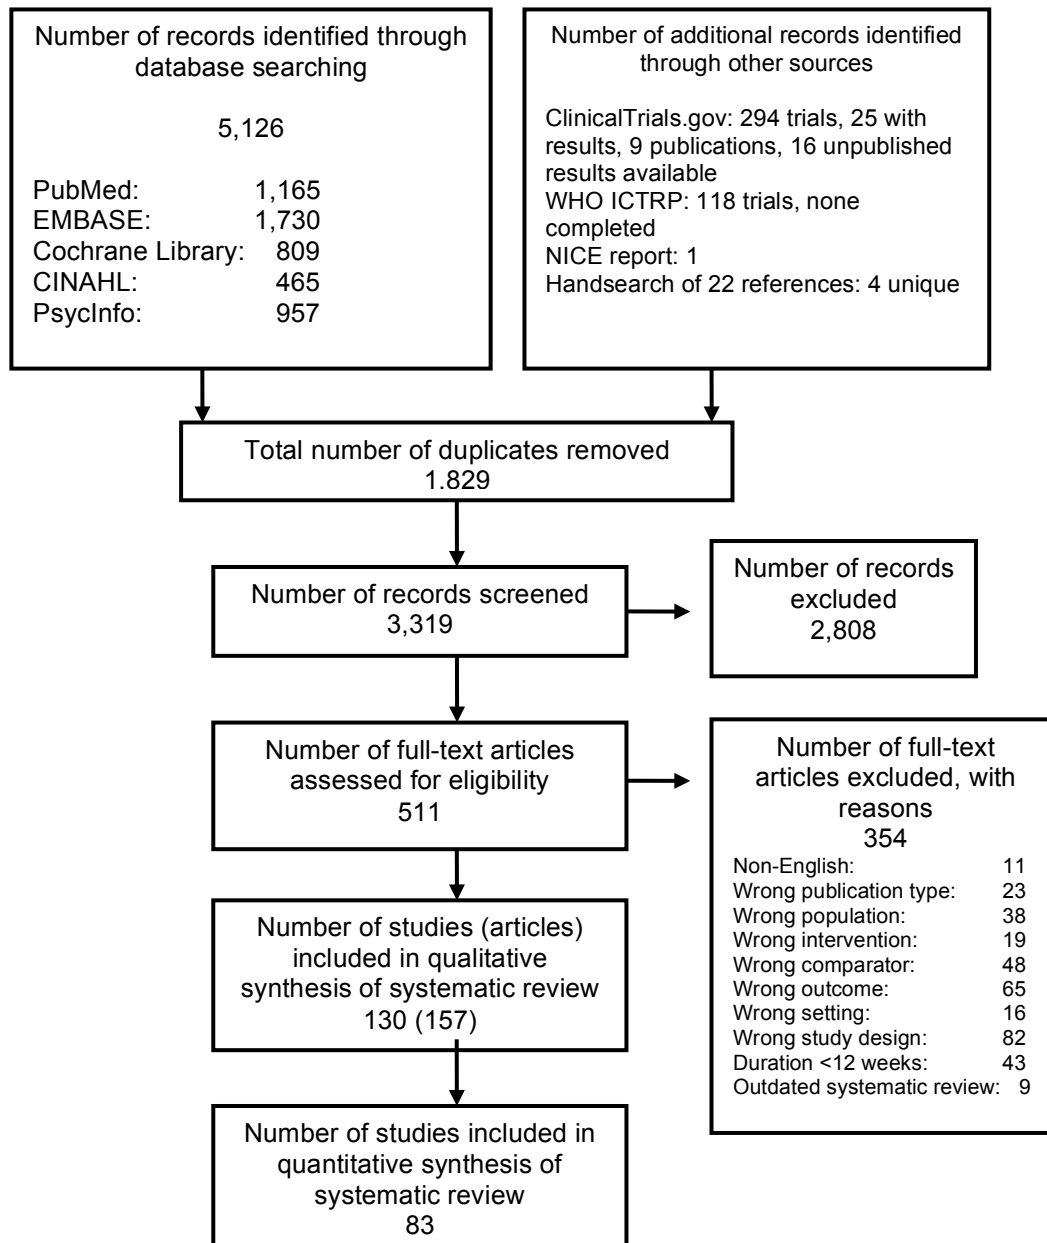 Number of records identified through
database searching
5,126
PubMed: 1,165
EMBASE: 1,730
Cochrane Library: 809
CINAHL: 465
PsycInfo: 957
Number of additional records identified
through other sources
ClinicalTrials.gov: 294 trials, 25 with
results, 9 publications, 16 unpublished
results available
WHO ICTRP: 118 trials, none
completed
NICE report: 1
Handsearch of 22 references: 4 unique
Total number of duplicates removed
1.829
Number of records screened
3,319
Number of records
excluded
2,808
Number of full-text articles
assessed for eligibility
511
Number of full-text
articles excluded, with
reasons
354
Non-English: 11
Wrong publication type: 23
Wrong population: 38
Wrong intervention: 19
Wrong comparator: 48
Wrong outcome: 65
Wrong setting: 16
Wrong study design: 82
Duration <12 weeks: 43
Outdated systematic review: 9
Number of studies (articles)
included in qualitative
synthesis of systematic review
130 (157)
Number of studies included in
quantitative synthesis of
systematic review
83